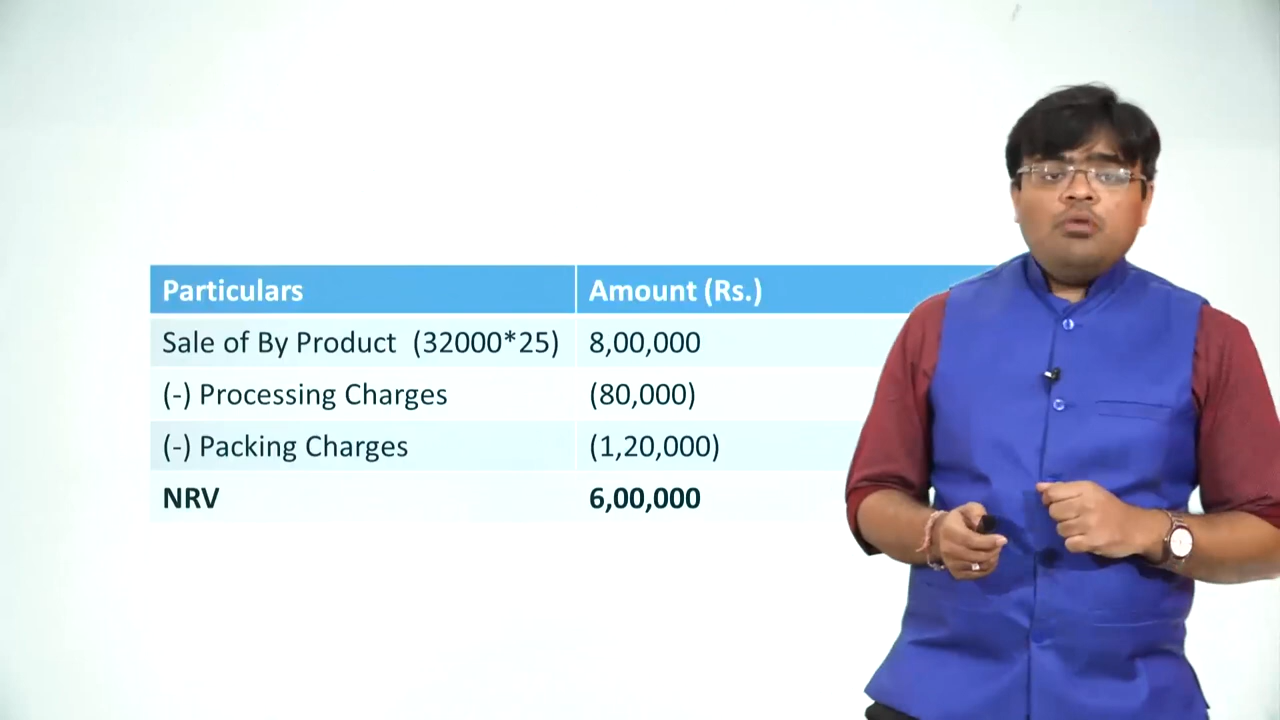 Particulars Amount (Rs.)
Sale of By Product (32000*25) 8,00,000
(-) Processing Charges (80,000)
(-) Packing Charges (1,20,000)
NRV 6,00,000